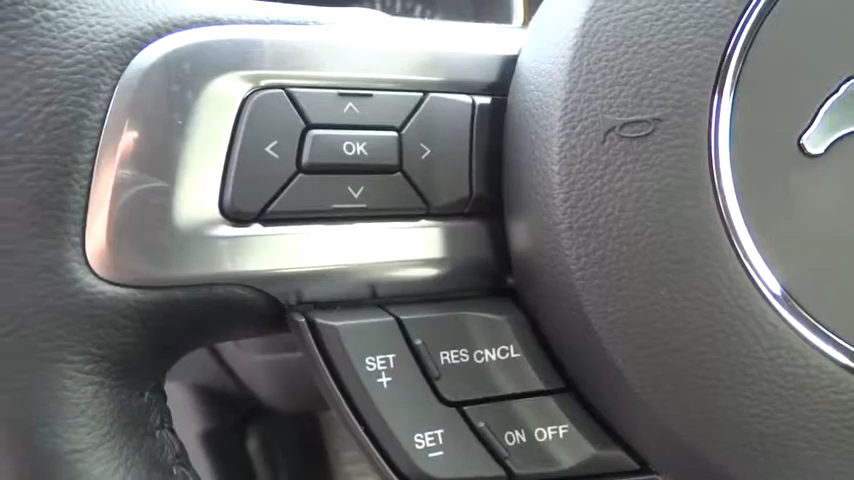 OK
SET
+
RES CNCL
SET
−
ON OFF